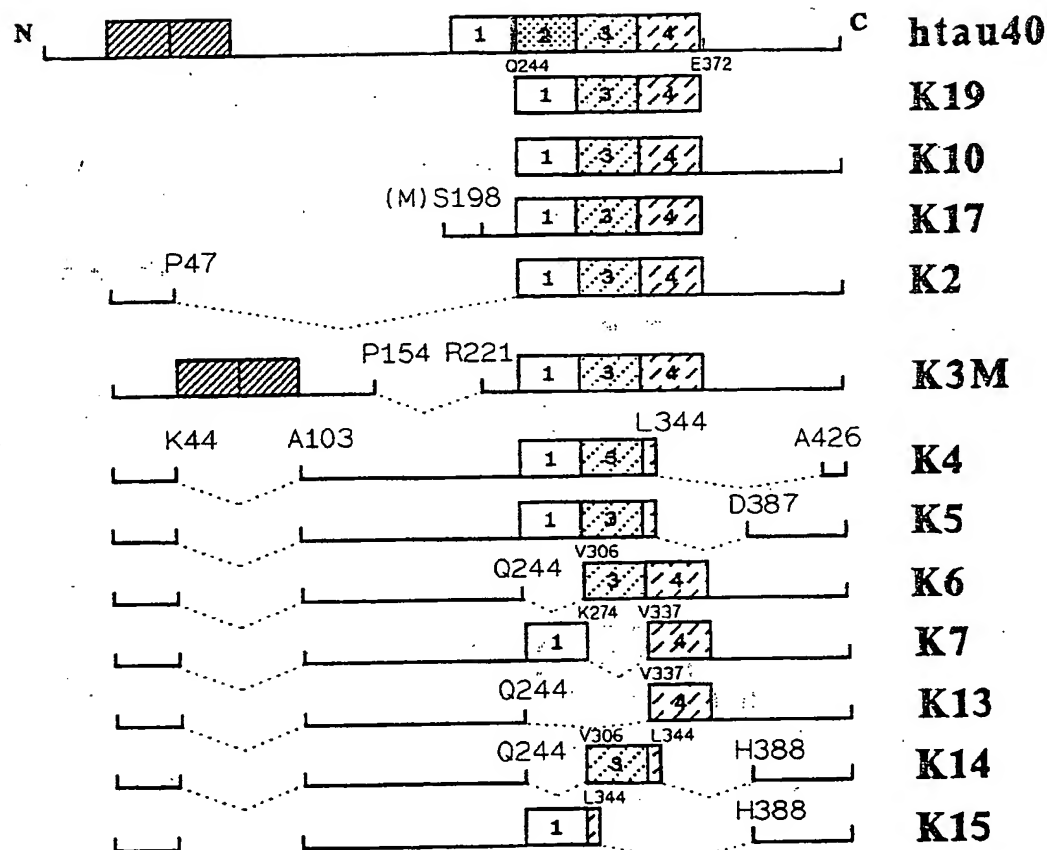 N C htau40
1 2 3 4
Q244 E372
1 3 4 K19
1 3 4 K10
(M)S198
1 3 4 K17
P47
1 3 4 K2
P154 R221
1 3 4 K3M
L344
K44 A103 A426
1 3 K4
D387
1 3 K5
V306
Q244
3 4 K6
K274 V337
1 4 K7
V337
Q244
4 K13
V306 L344
Q244 H388
3 K14
L344
H388
1 K15